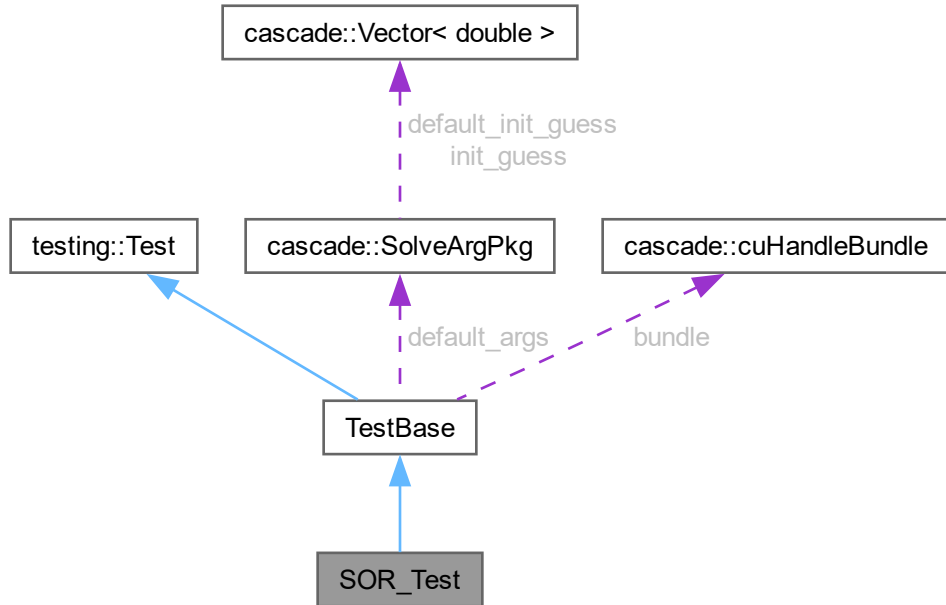 cascade::Vector< double >
default_init_guess
init_guess
testing::Test
cascade::SolveArgPkg
cascade::cuHandleBundle
default_args
bundle
TestBase
SOR_Test